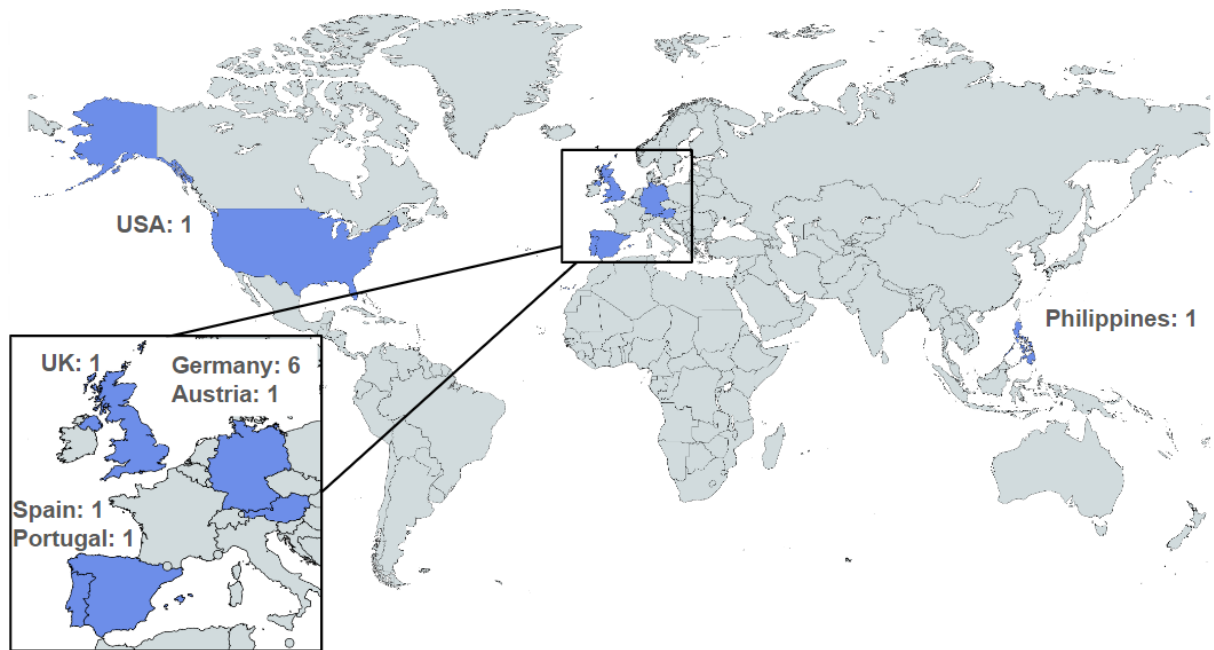 USA: 1
Philippines: 1
UK: 1
Germany: 6
Austria: 1
Spain: 1
Portugal: 1